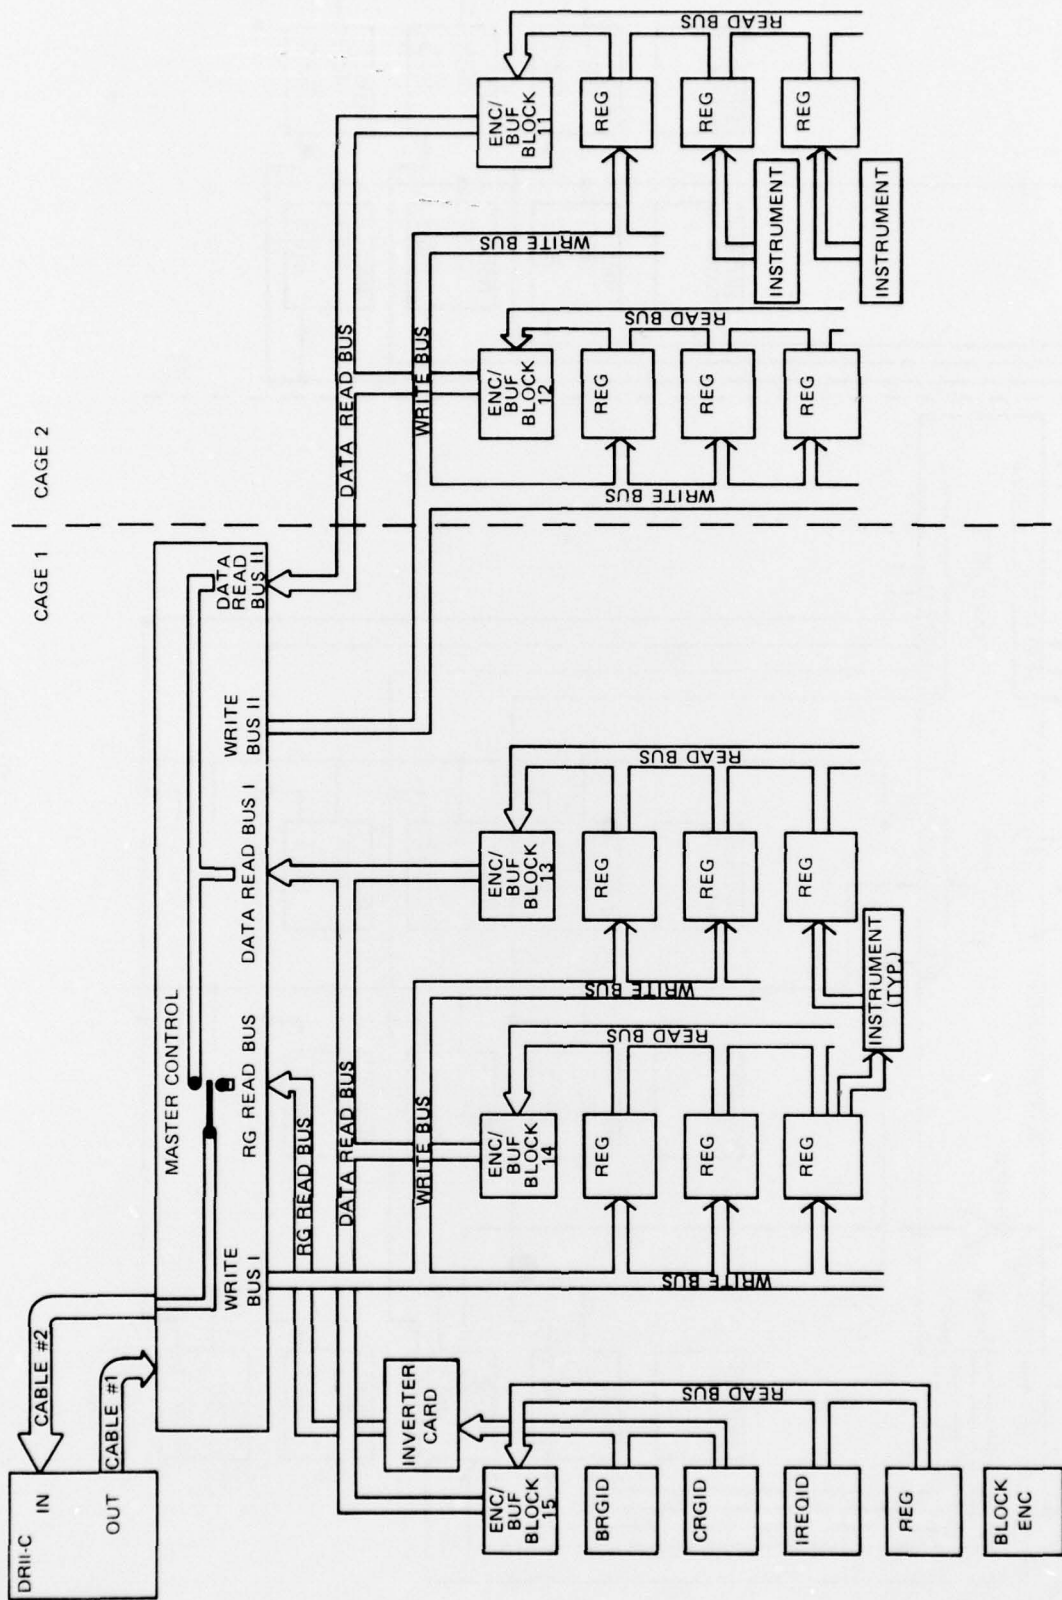 DR11-C
IN
OUT
CABLE #2
CABLE #1
MASTER CONTROL
CAGE 1
CAGE 2
WRITE
BUS I
RG READ BUS
DATA READ BUS I
WRITE
BUS II
DATA
READ
BUS II
RG READ BUS
DATA READ BUS
DATA READ BUS
WRITE BUS
WRITE BUS
INVERTER
CARD
ENC/
BUF
BLOCK
15
BRGID
CRGID
IREQID
REG
BLOCK
ENC
READ BUS
WRITE BUS
ENC/
BUF
BLOCK
14
REG
REG
REG
READ BUS
INSTRUMENT
(TYP.)
WRITE BUS
ENC/
BUF
BLOCK
13
REG
REG
REG
READ BUS
WRITE BUS
ENC/
BUF
BLOCK
12
REG
REG
REG
READ BUS
WRITE BUS
ENC/
BUF
BLOCK
11
REG
REG
REG
READ BUS
INSTRUMENT
INSTRUMENT